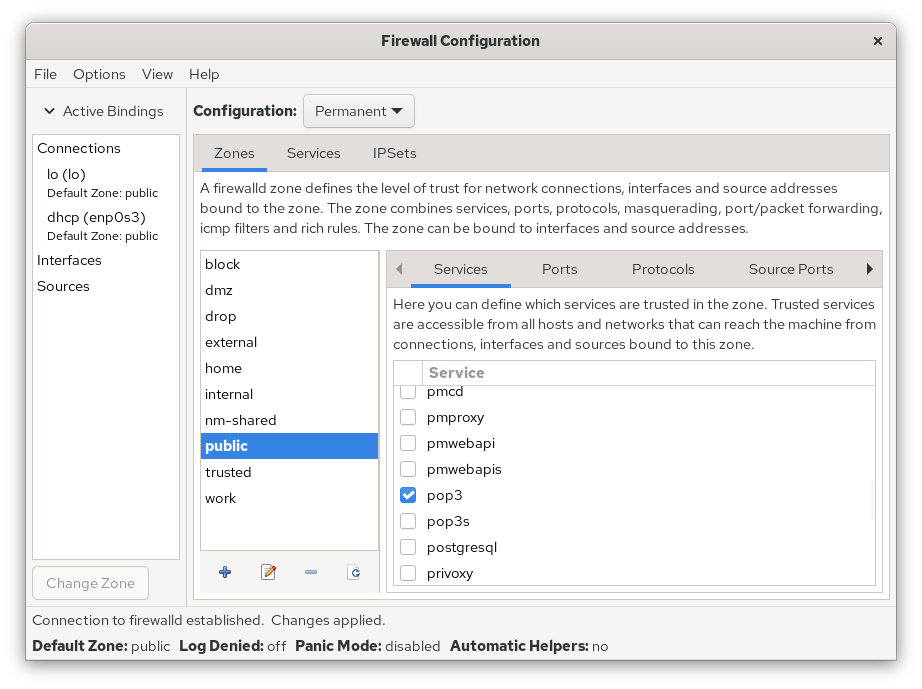 Firewall Configuration
File Options View Help
Active Bindings
Configuration: Permanent
Connections
lo (lo)
Default Zone: public
dhcp (enp0s3)
Default Zone: public
Interfaces
Sources
Change Zone
Zones Services IPSets
A firewalld zone defines the level of trust for network connections, interfaces and source addresses
bound to the zone. The zone combines services, ports, protocols, masquerading, port/packet forwarding,
icmp filters and rich rules. The zone can be bound to interfaces and source addresses.
block
dmz
drop
external
home
internal
nm-shared
public
trusted
work
Services Ports Protocols Source Ports
Here you can define which services are trusted in the zone. Trusted services
are accessible from all hosts and networks that can reach the machine from
connections, interfaces and sources bound to this zone.
Service
pmcd
pmproxy
pmwebapi
pmwebapis
pop3
pop3s
postgresql
privoxy
Connection to firewalld established. Changes applied.
Default Zone: public Log Denied: off Panic Mode: disabled Automatic Helpers: no